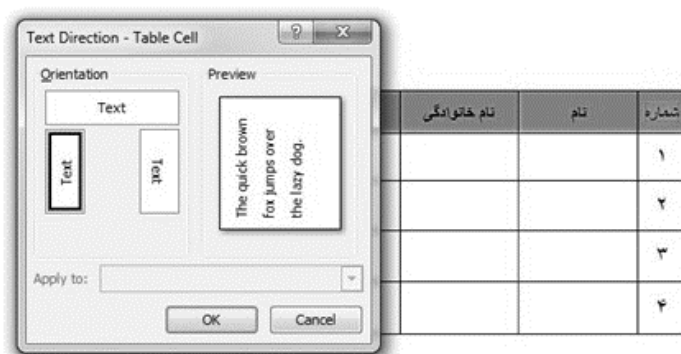 Text Direction - Table Cell
Orientation
Preview
Text
Text
Text
The quick brown
fox jumps over
the lazy dog.
Apply to:
OK
Cancel
شماره نام نام خانوادگی
۱
۲
۳
۴